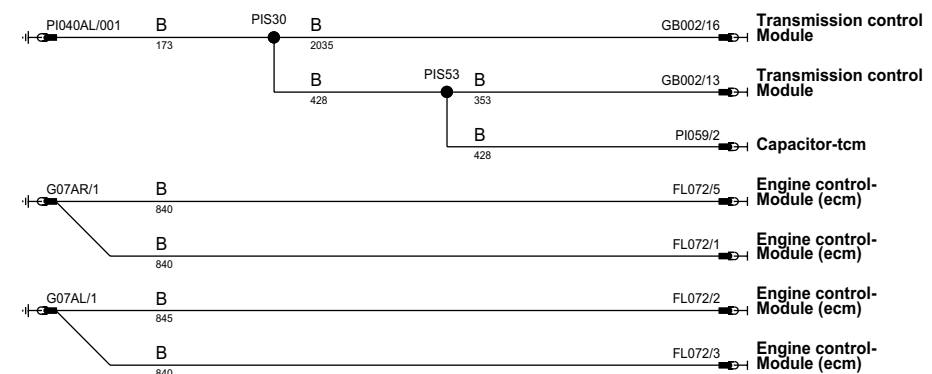 PI040AL/001 B PIS30 B GB002/16 Transmission control
173 2035 Module
B PIS53 B GB002/13 Transmission control
428 353 Module
B PI059/2 Capacitor-tcm
428
G07AR/1 B FL072/5 Engine control-
840 Module (ecm)
B FL072/1 Engine control-
840 Module (ecm)
G07AL/1 B FL072/2 Engine control-
845 Module (ecm)
B FL072/3 Engine control-
840 Module (ecm)